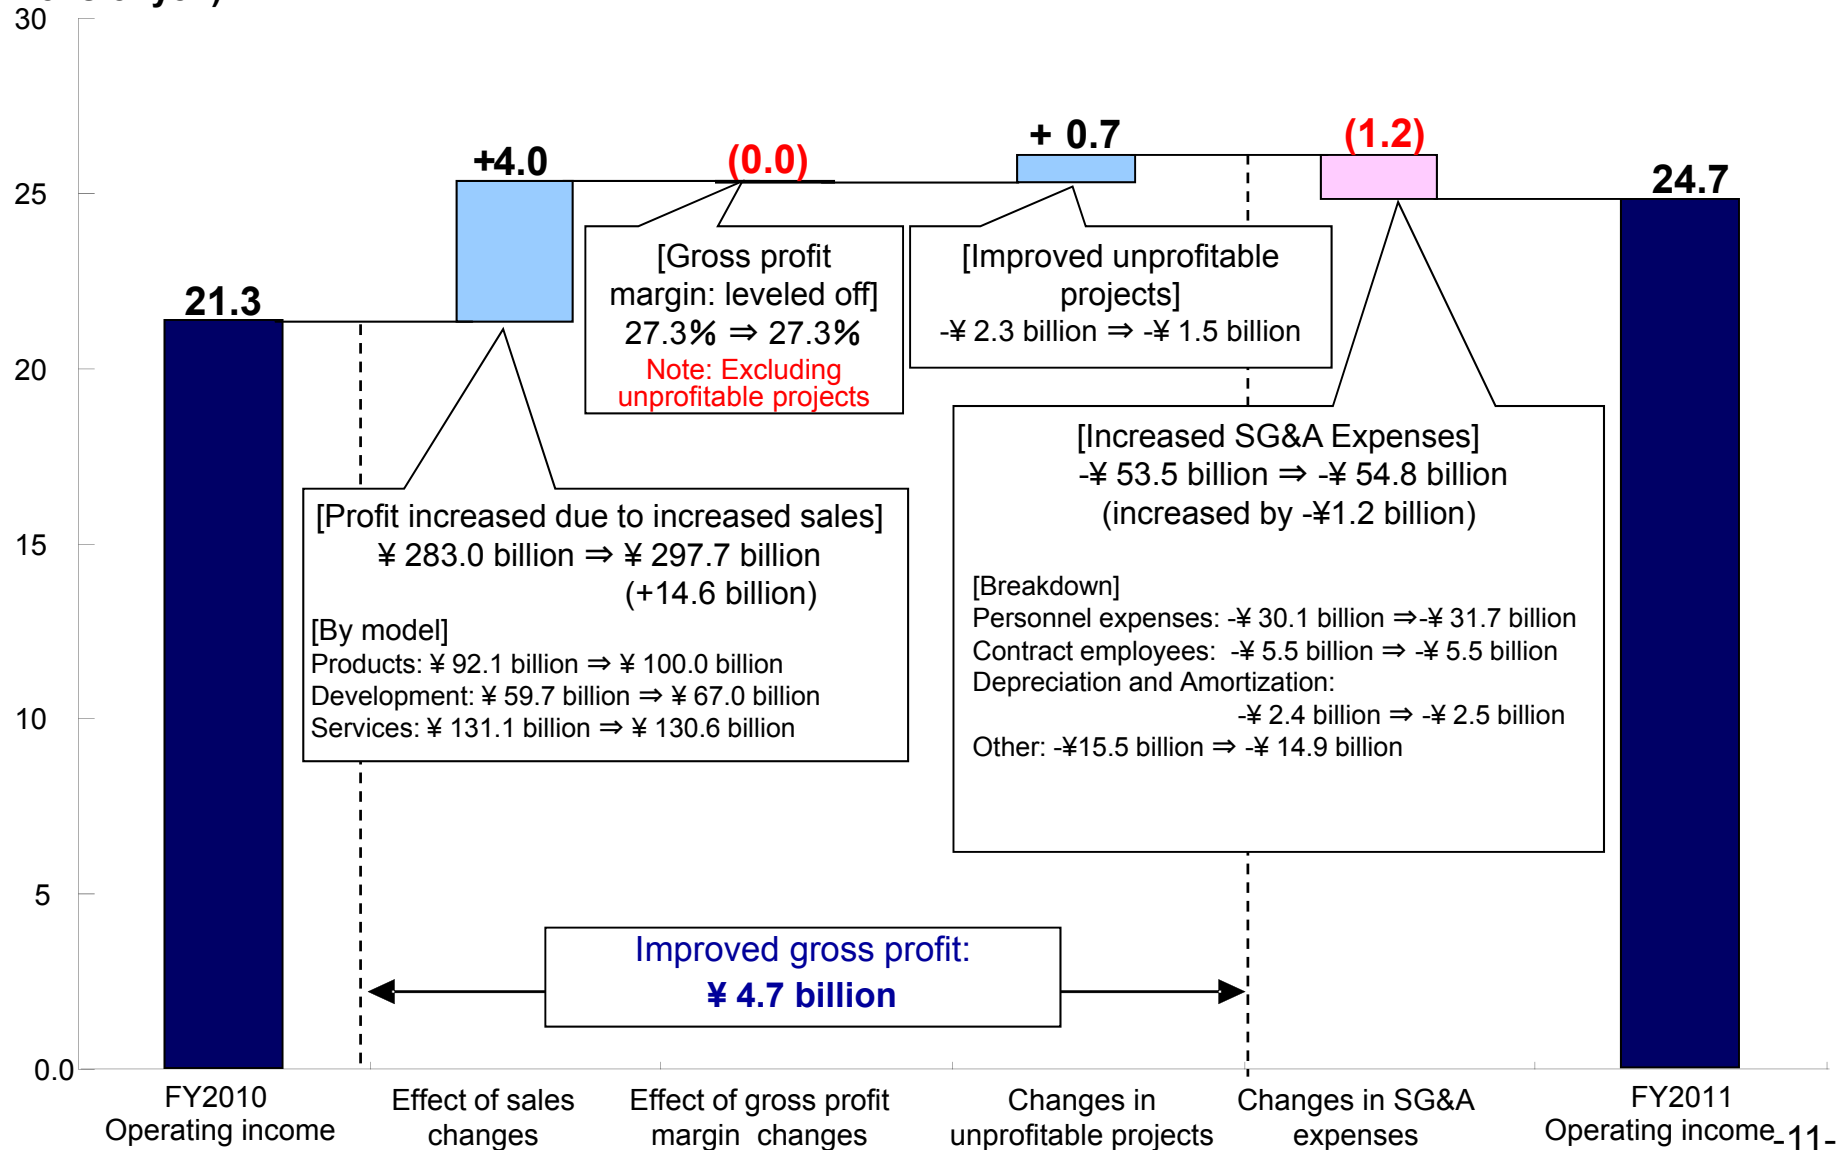 30
25
20
15
10
5
0.0
21.3
+4.0
(0.0)
+ 0.7
(1.2)
24.7
[Gross profit
margin: leveled off]
27.3% ⇒ 27.3%
Note: Excluding
unprofitable projects
[Improved unprofitable
projects]
-¥ 2.3 billion ⇒ -¥ 1.5 billion
[Profit increased due to increased sales]
¥ 283.0 billion ⇒ ¥ 297.7 billion
(+14.6 billion)
[By model]
Products: ¥ 92.1 billion ⇒ ¥ 100.0 billion
Development: ¥ 59.7 billion ⇒ ¥ 67.0 billion
Services: ¥ 131.1 billion ⇒ ¥ 130.6 billion
[Increased SG&A Expenses]
-¥ 53.5 billion ⇒ -¥ 54.8 billion
(increased by -¥1.2 billion)
[Breakdown]
Personnel expenses: -¥ 30.1 billion ⇒-¥ 31.7 billion
Contract employees: -¥ 5.5 billion ⇒ -¥ 5.5 billion
Depreciation and Amortization:
-¥ 2.4 billion ⇒ -¥ 2.5 billion
Other: -¥15.5 billion ⇒ -¥ 14.9 billion
Improved gross profit:
¥ 4.7 billion
FY2010
Operating income
Effect of sales
changes
Effect of gross profit
margin changes
Changes in
unprofitable projects
Changes in SG&A
expenses
FY2011
Operating income
-11-